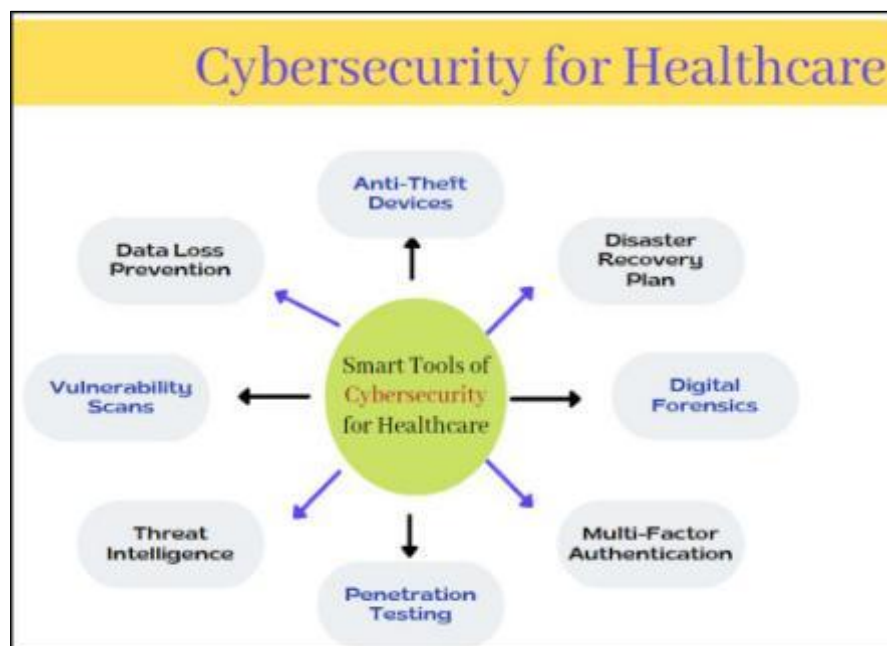 Cybersecurity for Healthcare
Anti-Theft
Devices
Data Loss
Prevention
Disaster
Recovery
Plan
Smart Tools of
Cybersecurity
for Healthcare
Vulnerability
Scans
Digital
Forensics
Threat
Intelligence
Multi-Factor
Authentication
Penetration
Testing